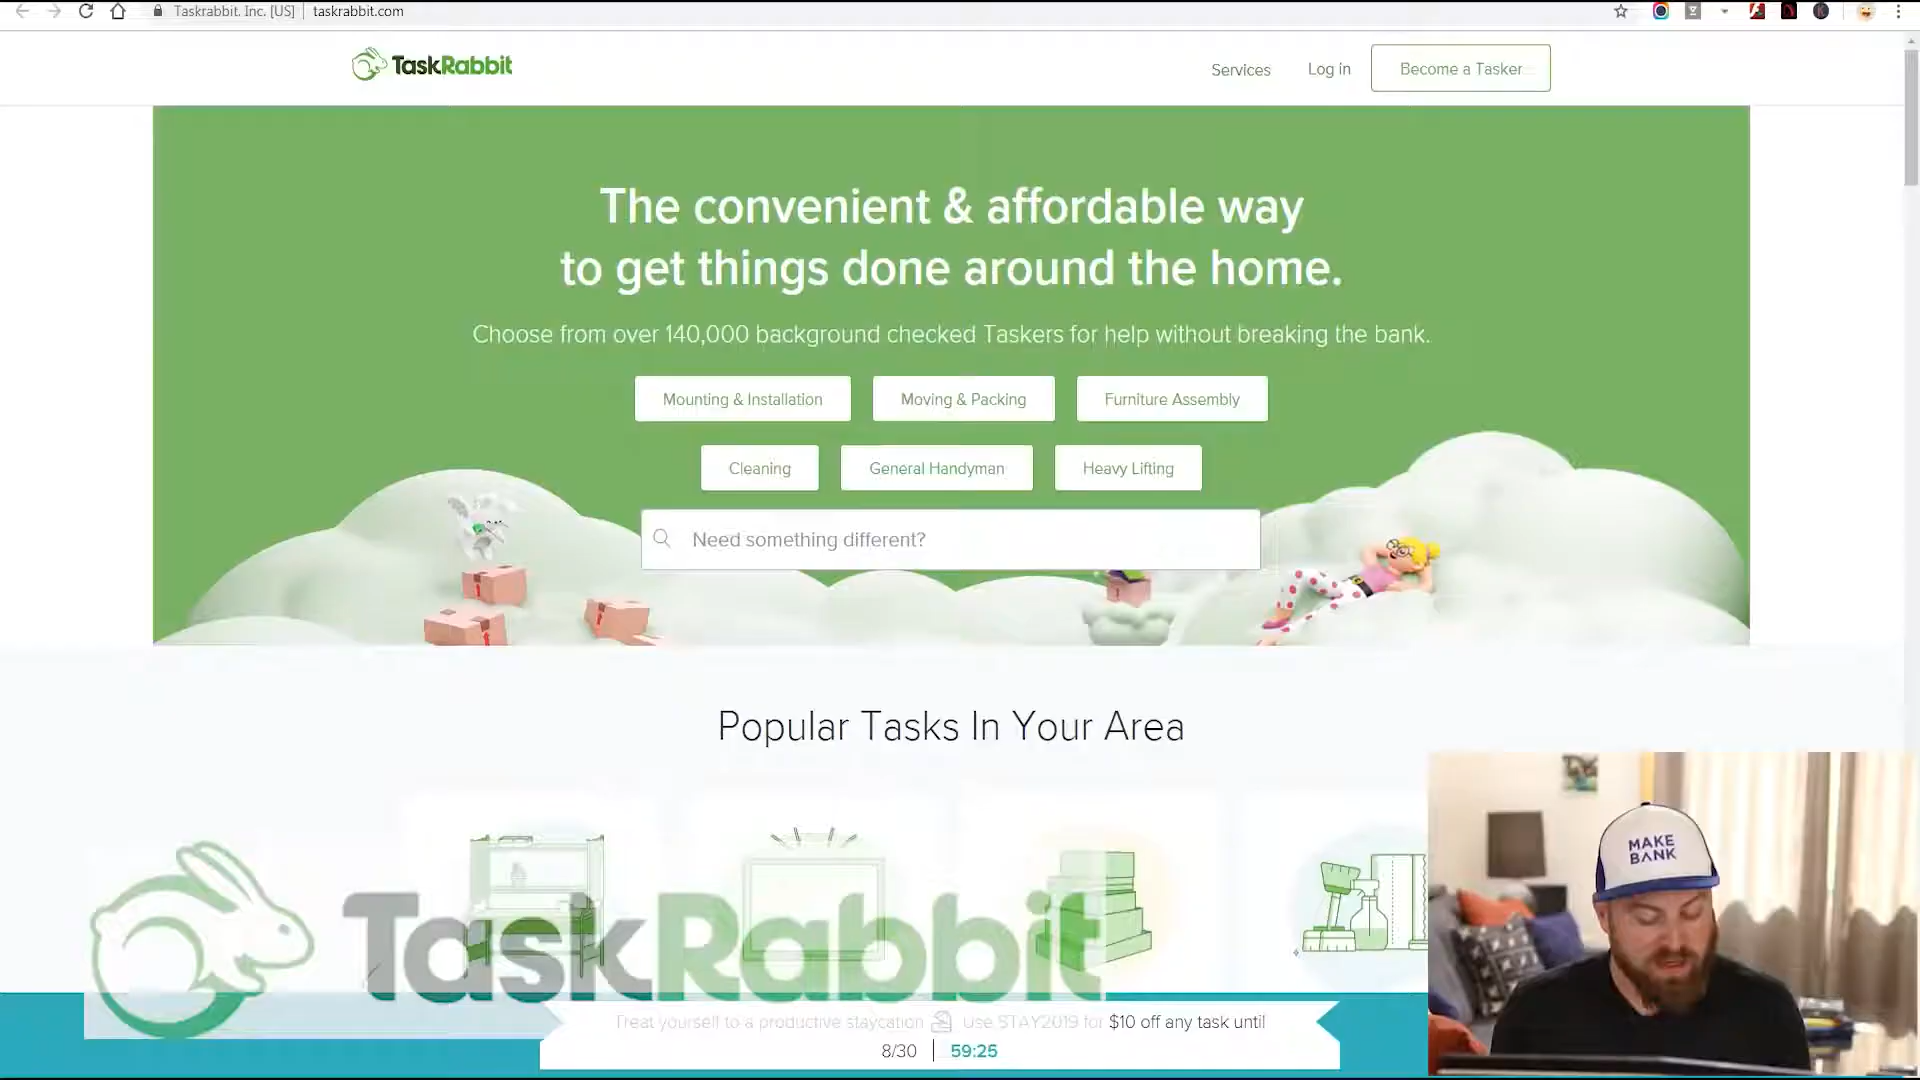 Taskrabbit. Inc. [US] taskrabbit.com
TaskRabbit
Services Log in Become a Tasker
The convenient & affordable way
to get things done around the home.
Choose from over 140,000 background checked Taskers for help without breaking the bank.
Mounting & Installation Moving & Packing Furniture Assembly
Cleaning General Handyman Heavy Lifting
Need something different?
Popular Tasks In Your Area
MAKE
BANK
TaskRabbit
Treat yourself to a productive staycation Use STAY2019 for $10 off any task until
8/30 59:25